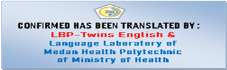 CONFIRMED HAS BEEN TRANSLATED BY :
LBP-Twins English &
Language Laboratory of
Medan Health Polytechnic
of Ministry of Health